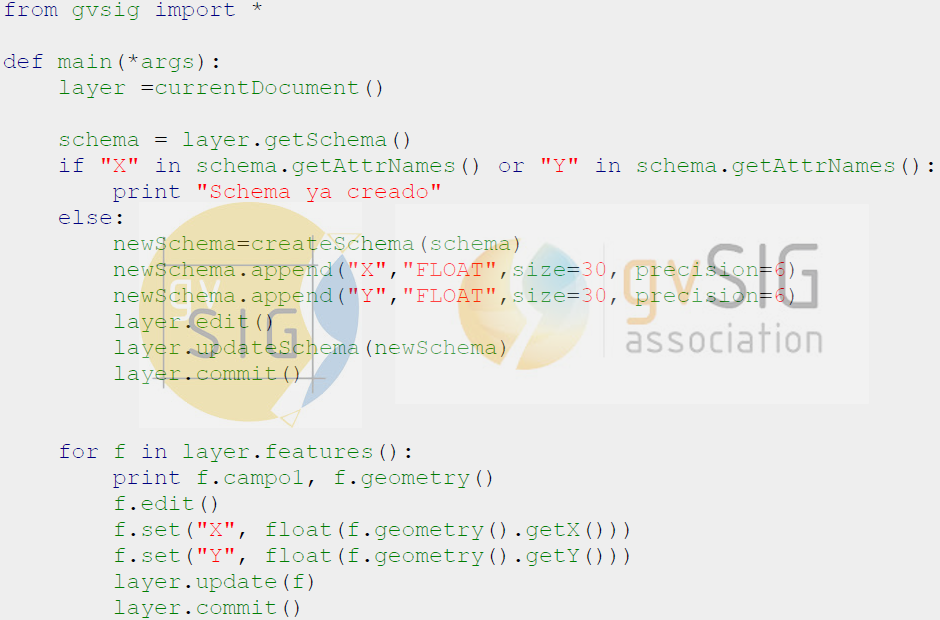 from gvsig import *
def main(*args):
    layer =currentDocument()
    schema = layer.getSchema()
    if "X" in schema.getAttrNames() or "Y" in schema.getAttrNames():
        print "Schema ya creado"
    else:
        newSchema=createSchema(schema)
        newSchema.append("X","FLOAT",size=30, precision=6)
        newSchema.append("Y","FLOAT",size=30, precision=6)
        layer.edit()
        layer.updateSchema(newSchema)
        layer.commit()
    for f in layer.features():
        print f.campo1, f.geometry()
        f.edit()
        f.set("X", float(f.geometry().getX()))
        f.set("Y", float(f.geometry().getY()))
        layer.update(f)
        layer.commit()
gv
SIG
gvSIG
association